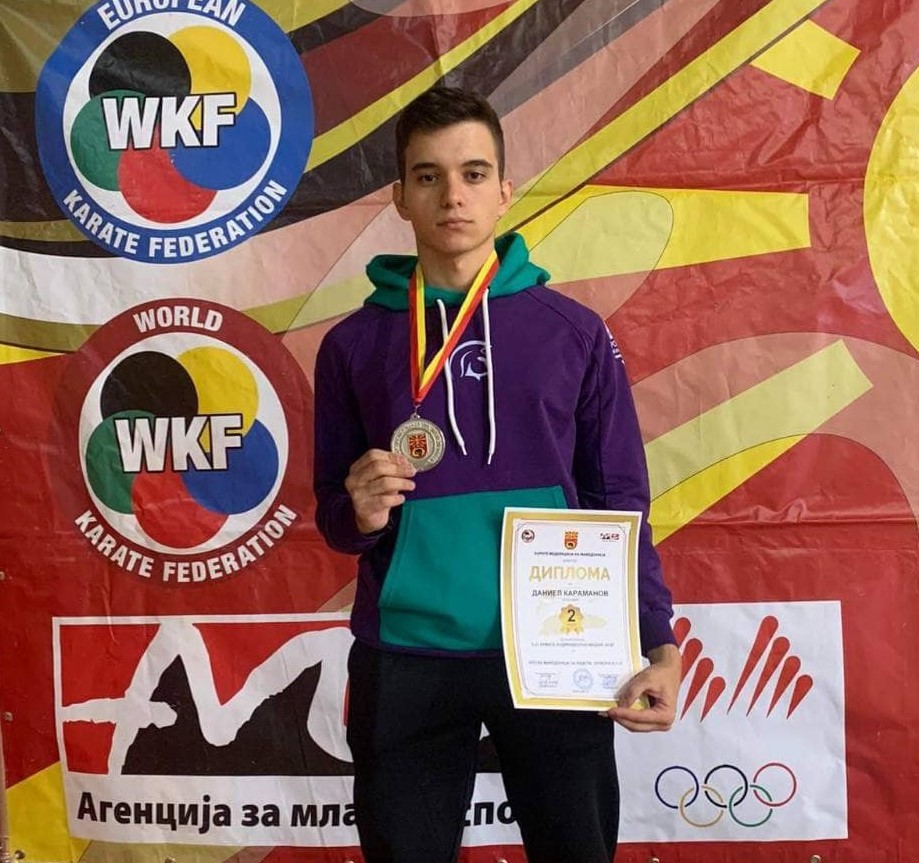 EUROPEAN
WKF
KARATE FEDERATION
WORLD
WKF
KARATE FEDERATION
ДИПЛОМА
ДАНИЕЛ КАРАМАНОВ
2
Агенција за мла
спо